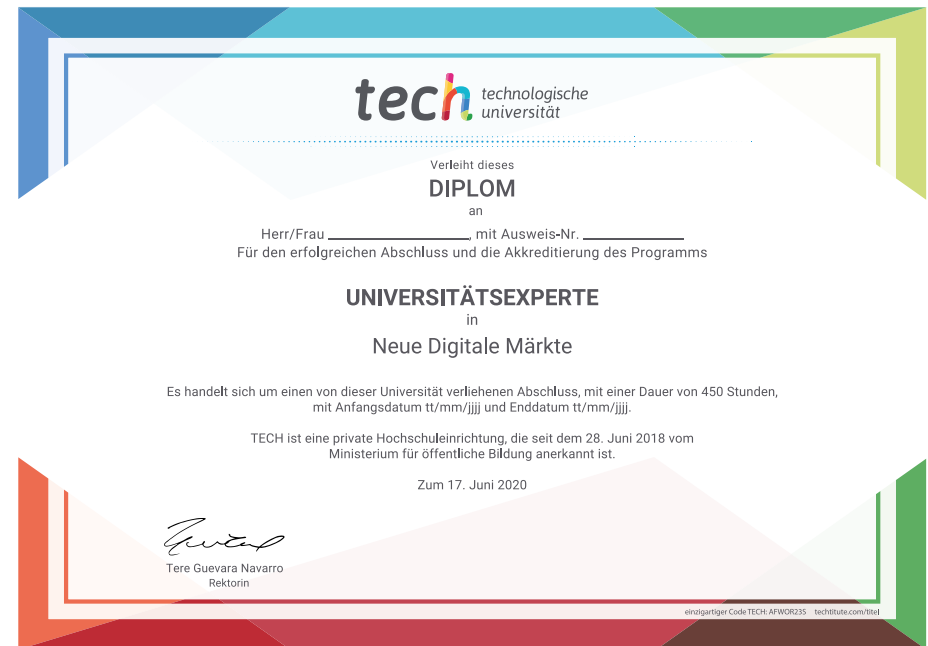 tech technologische
universität
Verleiht dieses
DIPLOM
an
Herr/Frau ____________________, mit Ausweis-Nr. ______________
Für den erfolgreichen Abschluss und die Akkreditierung des Programms
UNIVERSITÄTSEXPERTE
in
Neue Digitale Märkte
Es handelt sich um einen von dieser Universität verliehenen Abschluss, mit einer Dauer von 450 Stunden,
mit Anfangsdatum tt/mm/jjjj und Enddatum tt/mm/jjjj.
TECH ist eine private Hochschuleinrichtung, die seit dem 28. Juni 2018 vom
Ministerium für öffentliche Bildung anerkannt ist.
Zum 17. Juni 2020
Tere Guevara Navarro
Rektorin
einzigartiger Code TECH: AFWOR23S techtitute.com/titel